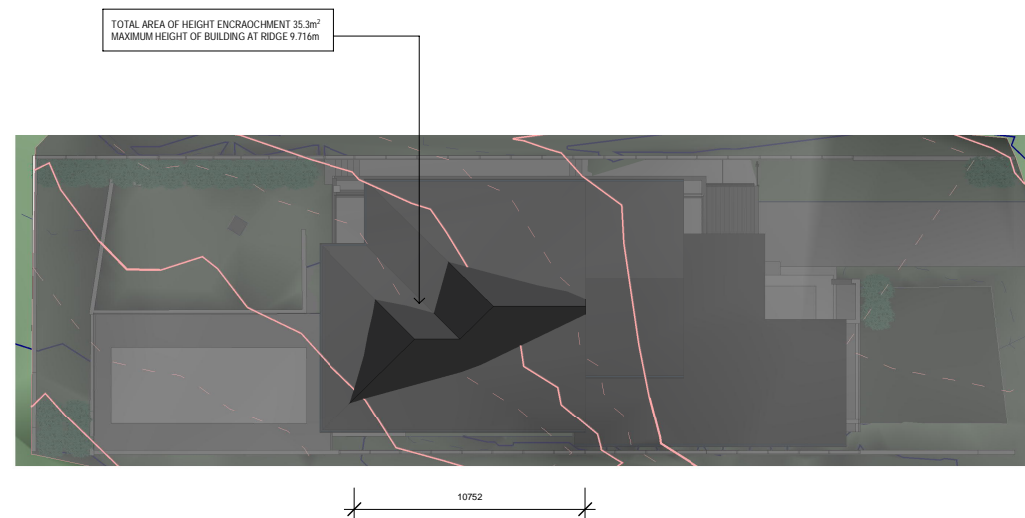 TOTAL AREA OF HEIGHT ENCRAOCHMENT 35.3m²
MAXIMUM HEIGHT OF BUILDING AT RIDGE 9.716m
10752